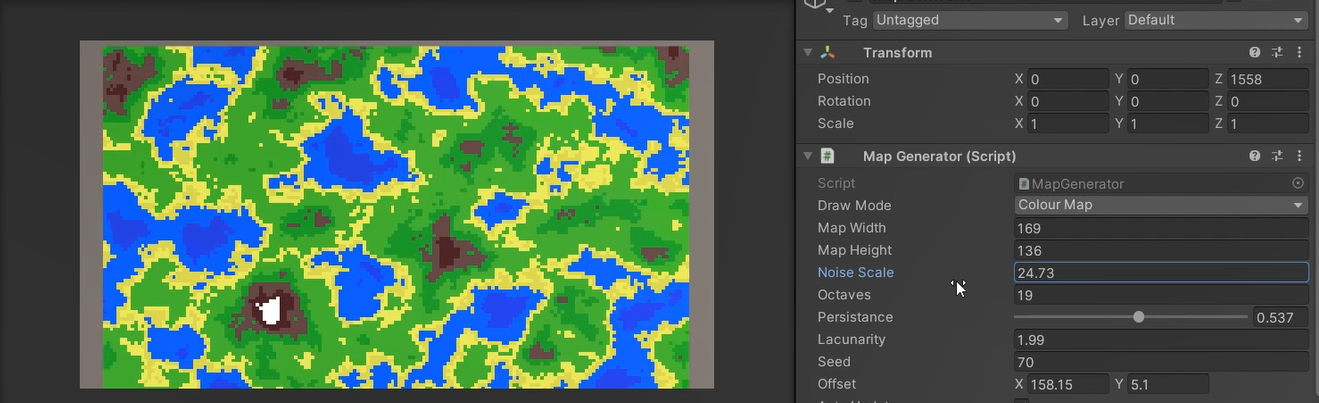 Tag Untagged Layer Default
Transform
Position X 0 Y 0 Z 1558
Rotation X 0 Y 0 Z 0
Scale X 1 Y 1 Z 1
# Map Generator (Script)
Script # MapGenerator
Draw Mode Colour Map
Map Width 169
Map Height 136
Noise Scale 24.73
Octaves 19
Persistance 0.537
Lacunarity 1.99
Seed 70
Offset X 158.15 Y 5.1